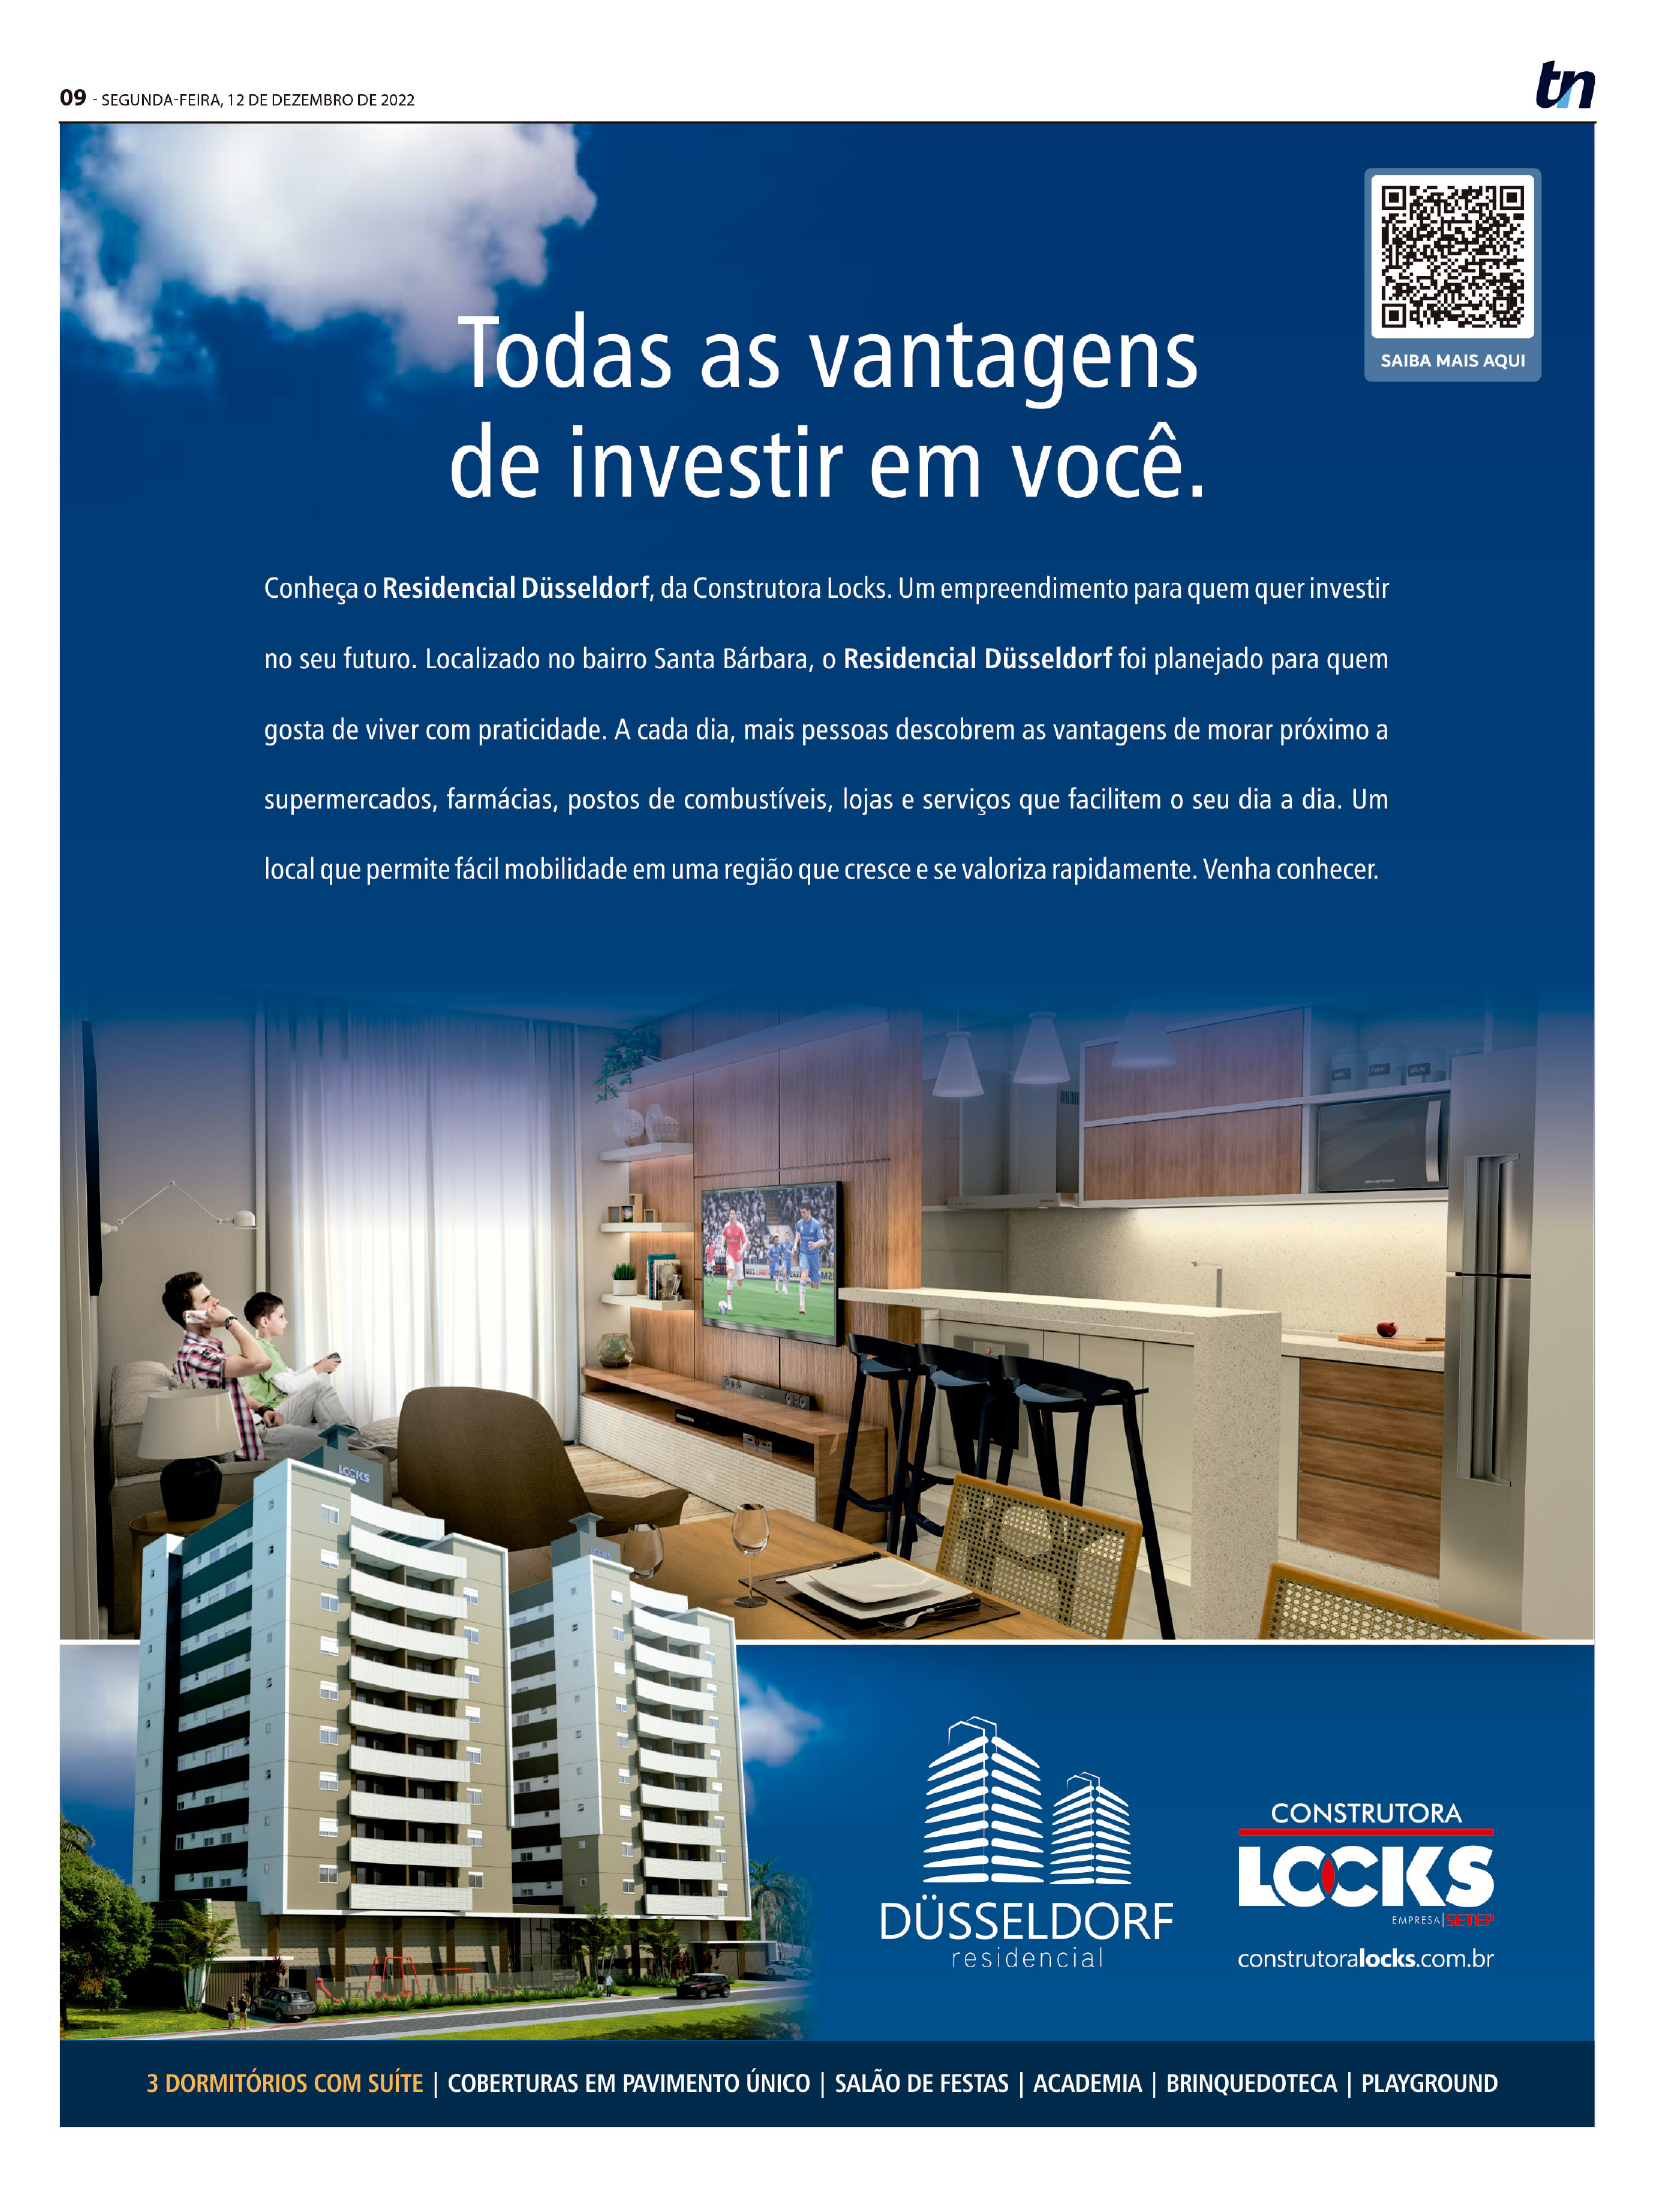 09 - SEGUNDA-FEIRA, 12 DE DEZEMBRO DE 2022
tn
SAIBA MAIS AQUI
Todas as vantagens
de investir em você.
Conheça o Residencial Düsseldorf, da Construtora Locks. Um empreendimento para quem quer investir
no seu futuro. Localizado no bairro Santa Bárbara, o Residencial Düsseldorf foi planejado para quem
gosta de viver com praticidade. A cada dia, mais pessoas descobrem as vantagens de morar próximo a
supermercados, farmácias, postos de combustíveis, lojas e serviços que facilitem o seu dia a dia. Um
local que permite fácil mobilidade em uma região que cresce e se valoriza rapidamente. Venha conhecer.
LOCKS
DÜSSELDORF
residencial
CONSTRUTORA
LOCKS
EMPRESA|SETEP
construtoralocks.com.br
3 DORMITÓRIOS COM SUÍTE | COBERTURAS EM PAVIMENTO ÚNICO | SALÃO DE FESTAS | ACADEMIA | BRINQUEDOTECA | PLAYGROUND